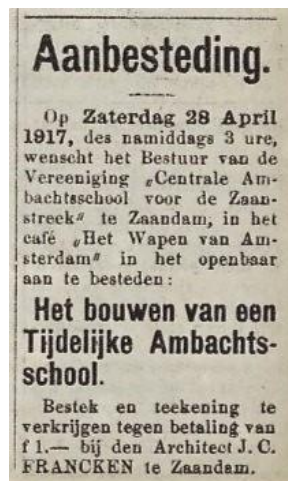 Aanbesteding.
Op Zaterdag 28 April
1917, des namiddags 3 ure,
wenscht het Bestuur van de
Vereeniging „Centrale Am-
bachtsschool voor de Zaan-
streek" te Zaandam, in het
café „Het Wapen van Am-
sterdam" in het openbaar
aan te besteden:
Het bouwen van een
Tijdelijke Ambachts-
school.
Bestek en teekening te
verkrijgen tegen betaling van
f 1.— bij den Architect J. C.
FRANCKEN te Zaandam.